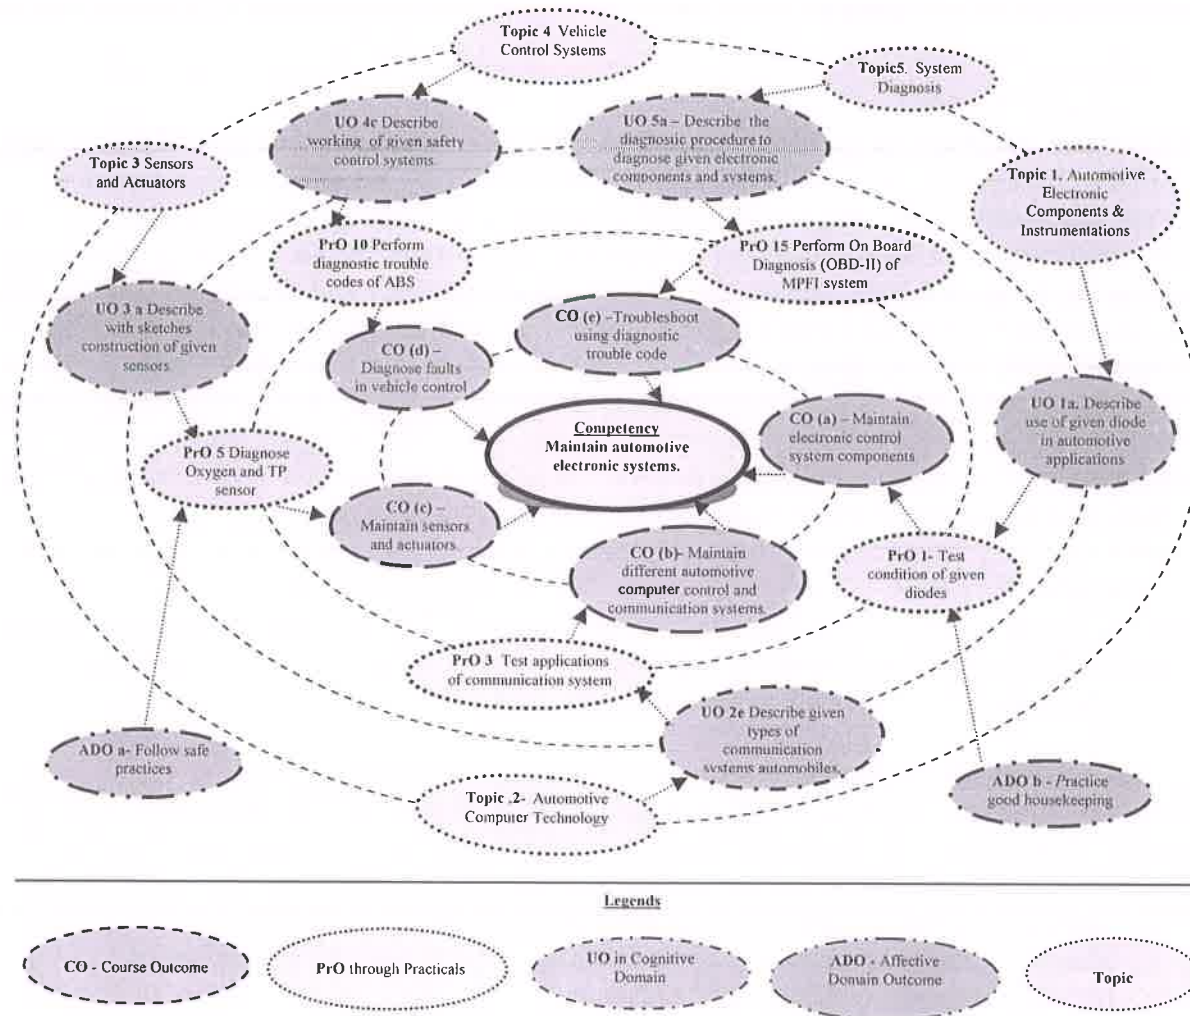 Topic 4 Vehicle
Control Systems
Topic5. System
Diagnosis
UO 4c Describe
working of given safety
control systems.
UO 5a – Describe the
diagnostic procedure to
diagnose given electronic
components and systems.
Topic 3 Sensors
and Actuators
Topic 1. Automotive
Electronic
Components &
Instrumentations
PrO 10 Perform
diagnostic trouble
codes of ABS
PrO 15 Perform On Board
Diagnosis (OBD-II) of
MPFI system
UO 3 a Describe
with sketches
construction of given
sensors.
CO (d) –
Diagnose faults
in vehicle control
CO (e) –Troubleshoot
using diagnostic
trouble code
Competency
Maintain automotive
electronic systems.
CO (a) – Maintain
electronic control
system components
UO 1a. Describe
use of given diode
in automotive
applications
PrO 5 Diagnose
Oxygen and TP
sensor
CO (c) –
Maintain sensors
and actuators.
CO (b)- Maintain
different automotive
computer control and
communication systems.
PrO 1- Test
condition of given
diodes
PrO 3 Test applications
of communication system
UO 2e Describe given
types of
communication
systems automobiles.
ADO a- Follow safe
practices
Topic .2- Automotive
Computer Technology
ADO b - Practice
good housekeeping
Legends
CO - Course Outcome
PrO through Practicals
UO in Cognitive
Domain
ADO - Affective
Domain Outcome
Topic